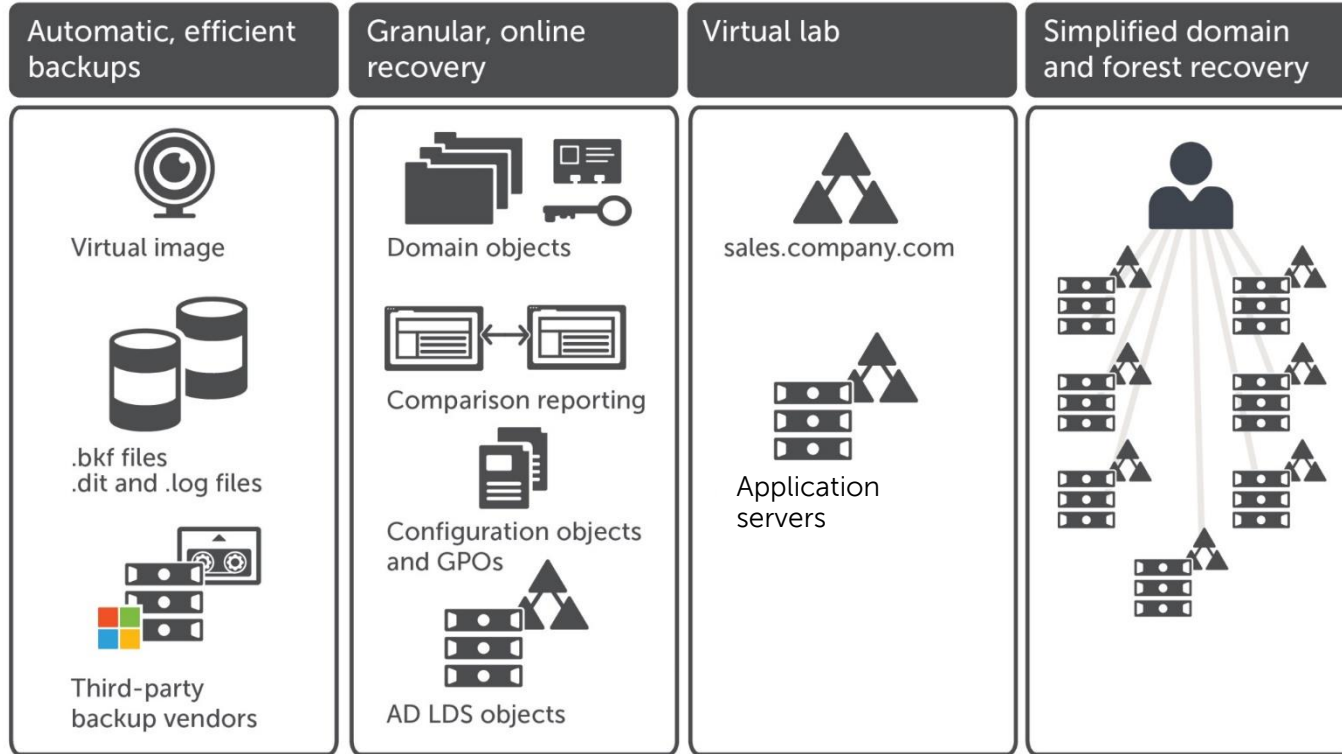 Automatic, efficient
backups
Virtual image
.bkf files
.dit and .log files
Third-party
backup vendors
Granular, online
recovery
Domain objects
Comparison reporting
Configuration objects
and GPOs
AD LDS objects
Virtual lab
sales.company.com
Application
servers
Simplified domain
and forest recovery